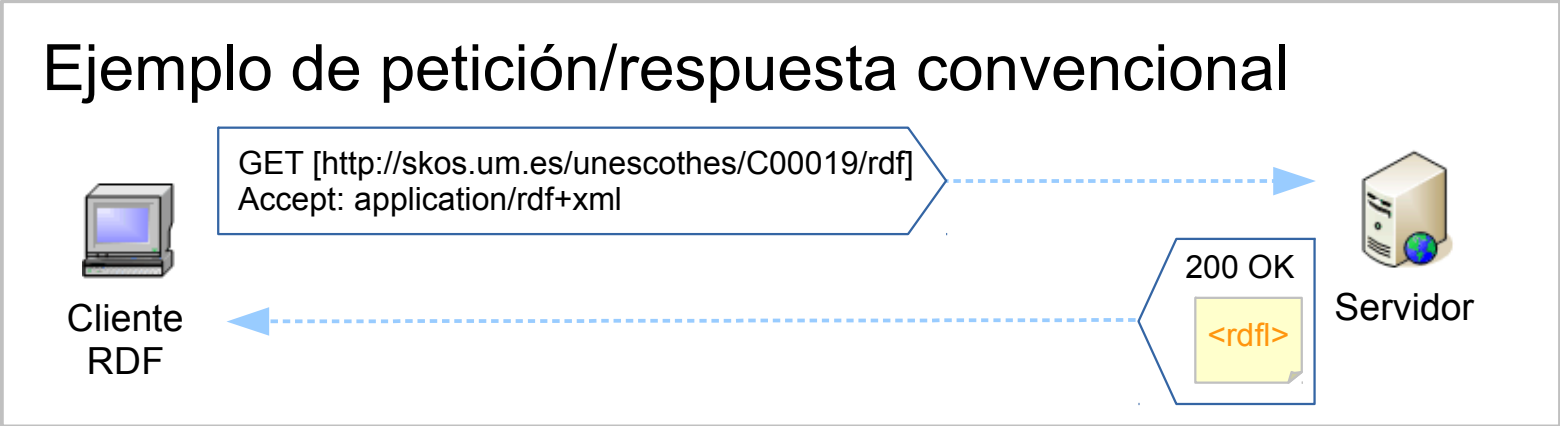 Ejemplo de petición/respuesta convencional
GET [http://skos.um.es/unescothes/C00019/rdf]
Accept: application/rdf+xml
Cliente
RDF
200 OK
<rdfl>
Servidor